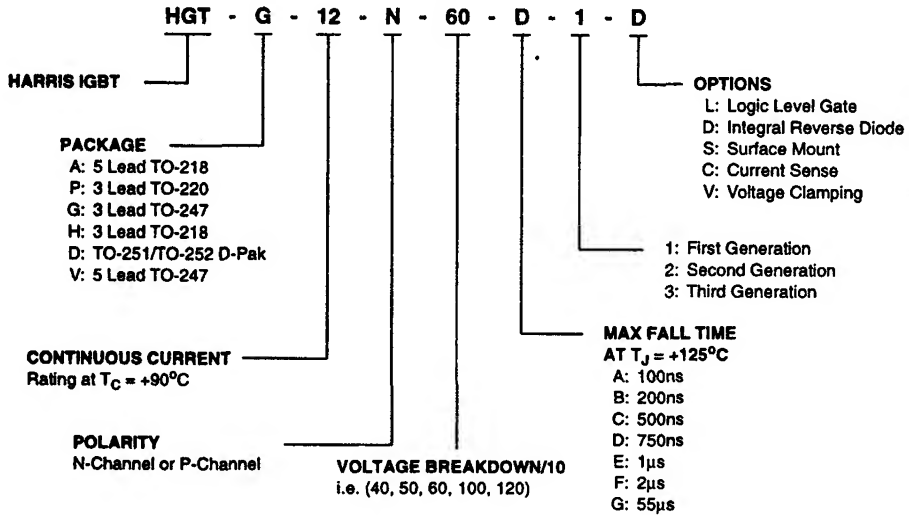 HGT - G - 12 - N - 60 - D - 1 - D
HARRIS IGBT
PACKAGE
A: 5 Lead TO-218
P: 3 Lead TO-220
G: 3 Lead TO-247
H: 3 Lead TO-218
D: TO-251/TO-252 D-Pak
V: 5 Lead TO-247
CONTINUOUS CURRENT
Rating at TC = +90°C
POLARITY
N-Channel or P-Channel
VOLTAGE BREAKDOWN/10
i.e. (40, 50, 60, 100, 120)
MAX FALL TIME
AT TJ = +125°C
A: 100ns
B: 200ns
C: 500ns
D: 750ns
E: 1µs
F: 2µs
G: 55µs
1: First Generation
2: Second Generation
3: Third Generation
OPTIONS
L: Logic Level Gate
D: Integral Reverse Diode
S: Surface Mount
C: Current Sense
V: Voltage Clamping